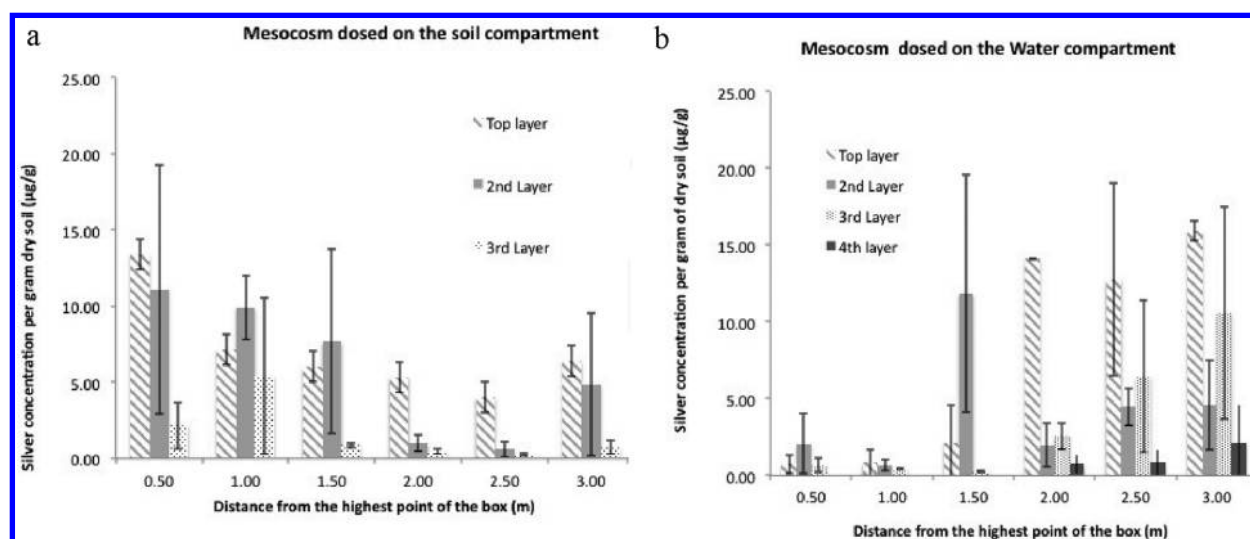 a
Mesocosm dosed on the soil compartment
25.00
20.00
15.00
10.00
5.00
0.00
Silver concentration per gram dry soil (µg/g)
Top layer
2nd Layer
3rd Layer
0.50 1.00 1.50 2.00 2.50 3.00
Distance from the highest point of the box (m)
b
Mesocosm dosed on the Water compartment
25.00
20.00
15.00
10.00
5.00
0.00
Silver concentration per gram of dry soil (µg/g)
Top layer
2nd Layer
3rd Layer
4th layer
0.50 1.00 1.50 2.00 2.50 3.00
Distance from the highest point of the box (m)